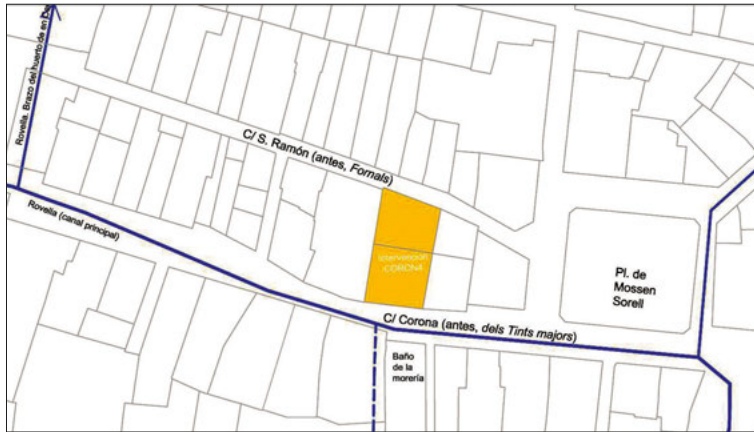 Rovella. Brazo del huerto de en
C/ S. Ramón (antes, Fornals)
Rovella (canal principal)
Intervención
CORONA
Pl. de
Mossen
Sorell
C/ Corona (antes, dels Tints majors)
Baño
de la
morería